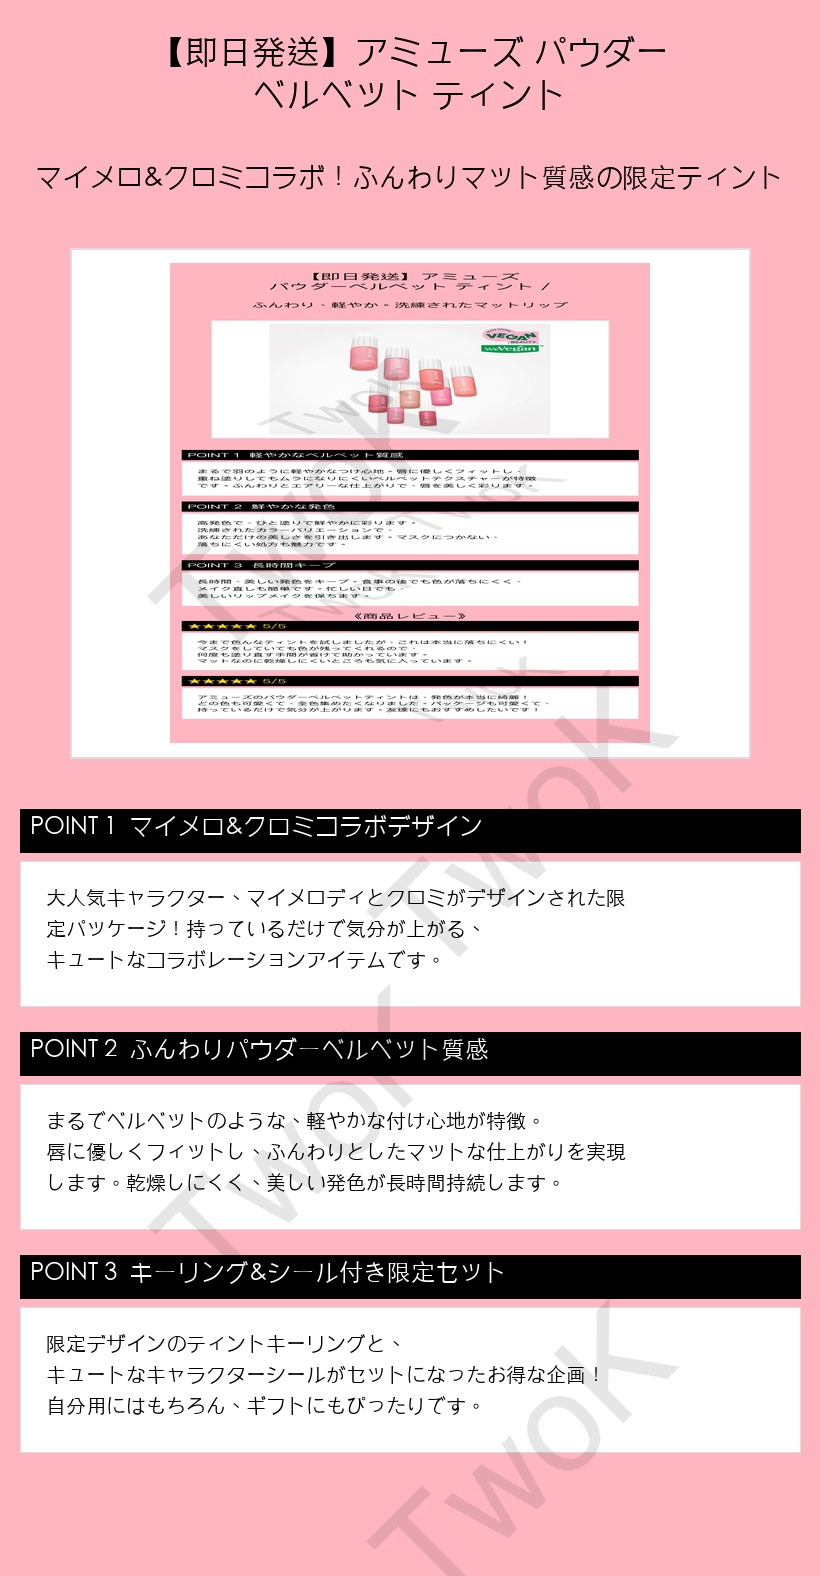 【即日発送】アミューズ パウダー
ベルベット ティント
マイメロ&クロミコラボ！ふんわりマット質感の限定ティント
【即日発送】アミューズ
パウダーベルベット ティント /
ふんわり、軽やか。洗練されたマットリップ
VEGAN
BEAUTY
weVegan
POINT 1 軽やかなベルベット質感
まるで羽のように軽やかなつけ心地。唇に優しくフィットし、
重ね塗りしてもムラになりにくいベルベットテクスチャーが特徴
です。ふんわりとエアリーな仕上がりで、唇を美しく彩ります。
POINT 2 鮮やかな発色
高発色で、ひと塗りで鮮やかに彩ります。
洗練されたカラーバリエーションで、
あなただけの美しさを引き出します。マスクにつかない、
落ちにくい処方も魅力です。
POINT 3 長時間キープ
長時間、美しい発色をキープ。食事の後でも色が落ちにくく、
メイク直しも簡単です。忙しい日でも、
美しいリップメイクを保ちます。
《商品レビュー》
★★★★★ 5/5
今まで色んなティントを試しましたが、これは本当に落ちにくい！
マスクをしていても色が残ってくれるので、
何度も塗り直す手間が省けて助かっています。
マットなのに乾燥しにくいところも気に入っています。
★★★★★ 5/5
アミューズのパウダーベルベットティントは、発色が本当に綺麗！
どの色も可愛くて、全色集めたくなりました。パッケージも可愛くて、
持っているだけで気分が上がります。友達にもおすすめしたいです！
POINT 1 マイメロ&クロミコラボデザイン
大人気キャラクター、マイメロディとクロミがデザインされた限
定パッケージ！持っているだけで気分が上がる、
キュートなコラボレーションアイテムです。
POINT 2 ふんわりパウダーベルベット質感
まるでベルベットのような、軽やかな付け心地が特徴。
唇に優しくフィットし、ふんわりとしたマットな仕上がりを実現
します。乾燥しにくく、美しい発色が長時間持続します。
POINT 3 キーリング&シール付き限定セット
限定デザインのティントキーリングと、
キュートなキャラクターシールがセットになったお得な企画！
自分用にはもちろん、ギフトにもぴったりです。
TwoK
TwoK
TwoK
TwoK
TwoK
TwoK
TwoK
TwoK